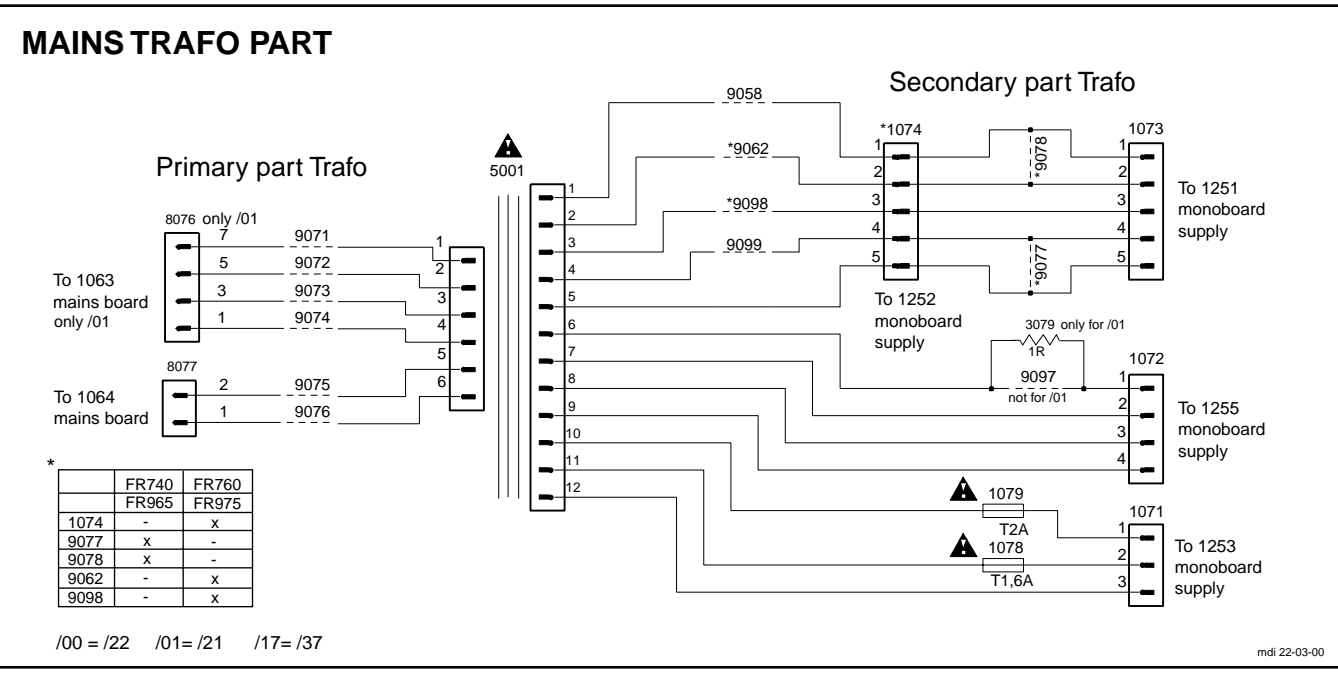 MAINS TRAFO PART
Primary part Trafo
Secondary part Trafo
8076 only /01
7 9071
5 9072
3 9073
1 9074
To 1063
mains board
only /01
8077
2 9075
1 9076
To 1064
mains board
1
2
3
4
5
6
5001
1
2
3
4
5
6
7
8
9
10
11
12
9058
*9062
*9098
9099
*1074
1
2
3
4
5
To 1252
monoboard
supply
*9078
*9077
1073
1
2
3
4
5
To 1251
monoboard
supply
3079 only for /01
1R
9097
not for /01
1072
1
2
3
4
To 1255
monoboard
supply
1079
T2A
1078
T1,6A
1071
1
2
3
To 1253
monoboard
supply
*
FR740 FR760
FR965 FR975
1074 - x
9077 x -
9078 x -
9062 - x
9098 - x
/00 = /22 /01= /21 /17= /37
mdi 22-03-00